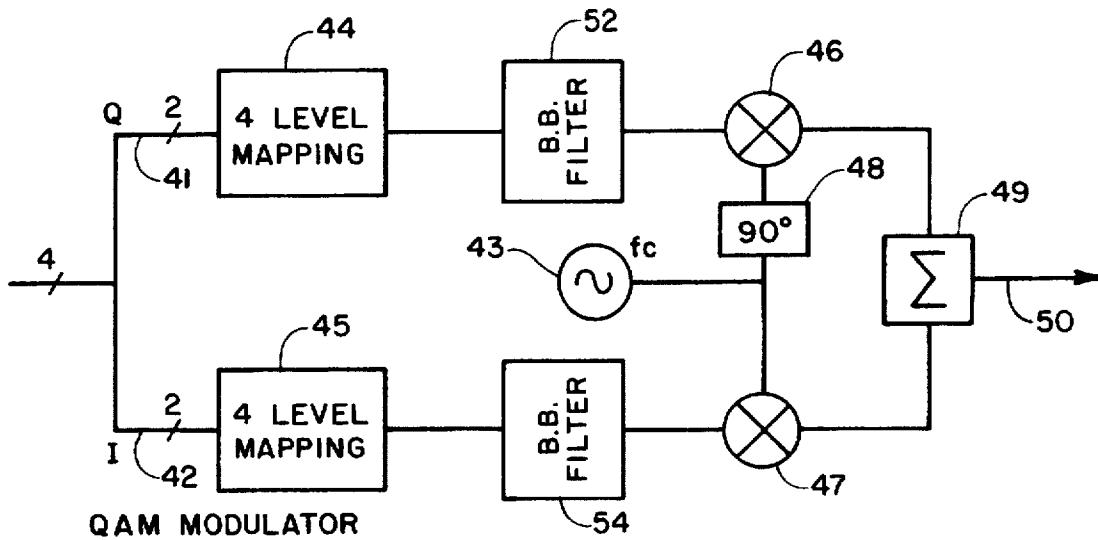 44
52
46
Q
2
4 LEVEL
MAPPING
B.B.
FILTER
41
48
90°
49
4
43
fc
Σ
50
45
2
4 LEVEL
MAPPING
B.B.
FILTER
I
42
47
54
QAM MODULATOR